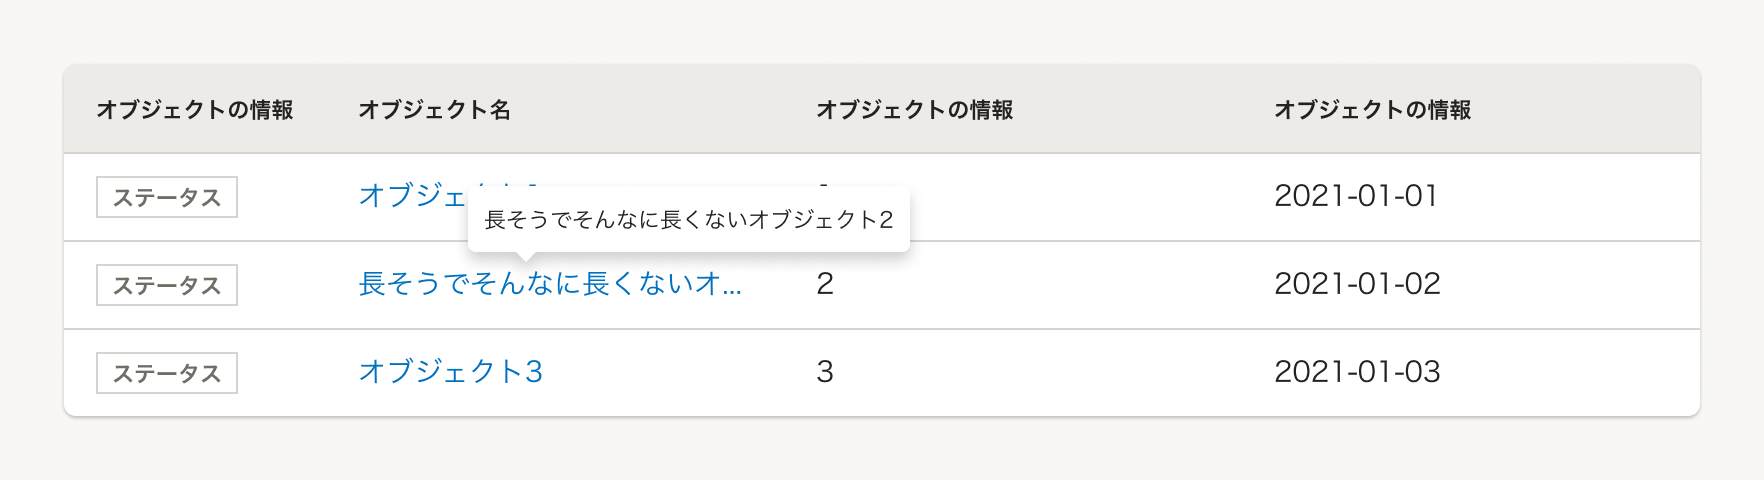 オブジェクトの情報 オブジェクト名 オブジェクトの情報 オブジェクトの情報
ステータス オブジェ 2021-01-01
長そうでそんなに長くないオブジェクト2
ステータス 長そうでそんなに長くないオ... 2 2021-01-02
ステータス オブジェクト3 3 2021-01-03